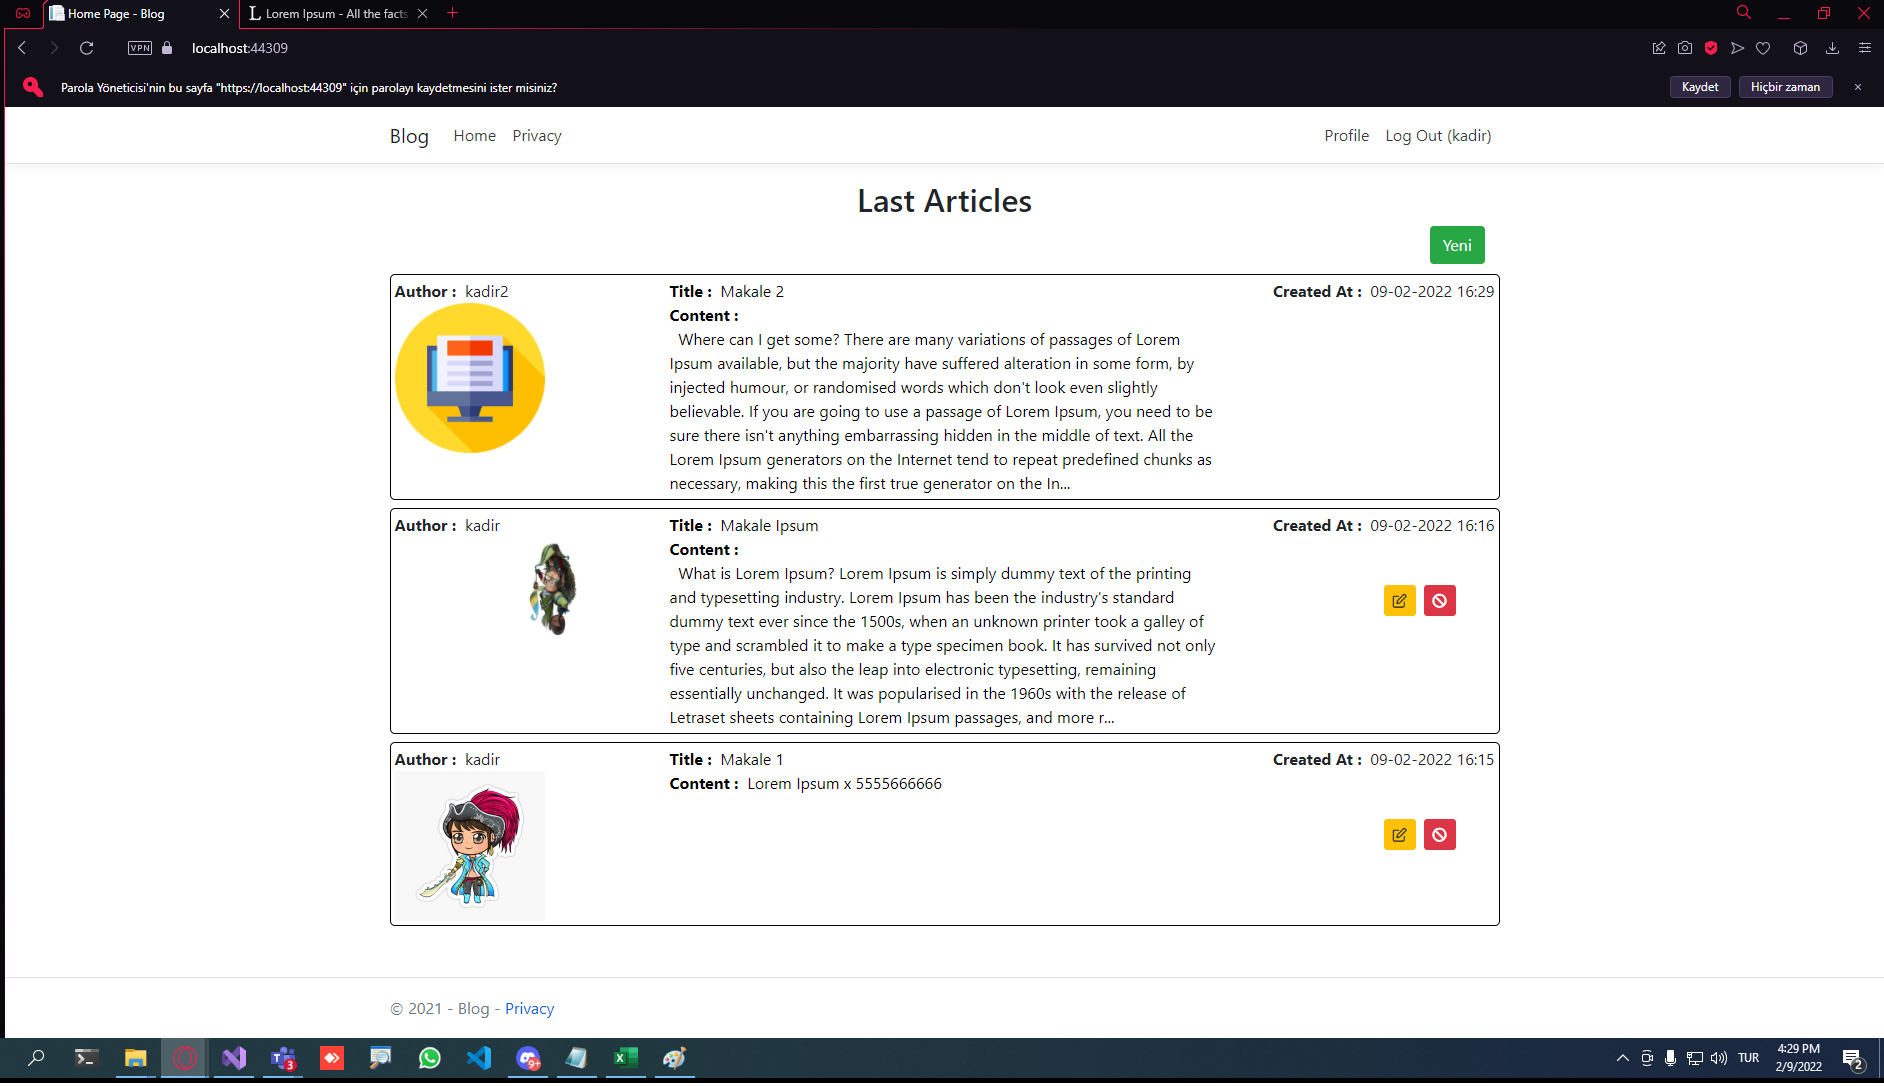 Home Page - Blog
Lorem Ipsum - All the facts
VPN
localhost:44309
Parola Yöneticisi'nin bu sayfa "https://localhost:44309" için parolayı kaydetmesini ister misiniz?
Kaydet
Hiçbir zaman
Blog
Home
Privacy
Profile
Log Out (kadir)
Last Articles
Yeni
Author : kadir2
Title : Makale 2
Created At : 09-02-2022 16:29
Content :
Where can I get some? There are many variations of passages of Lorem
Ipsum available, but the majority have suffered alteration in some form, by
injected humour, or randomised words which don't look even slightly
believable. If you are going to use a passage of Lorem Ipsum, you need to be
sure there isn't anything embarrassing hidden in the middle of text. All the
Lorem Ipsum generators on the Internet tend to repeat predefined chunks as
necessary, making this the first true generator on the In...
Author : kadir
Title : Makale Ipsum
Created At : 09-02-2022 16:16
Content :
What is Lorem Ipsum? Lorem Ipsum is simply dummy text of the printing
and typesetting industry. Lorem Ipsum has been the industry's standard
dummy text ever since the 1500s, when an unknown printer took a galley of
type and scrambled it to make a type specimen book. It has survived not only
five centuries, but also the leap into electronic typesetting, remaining
essentially unchanged. It was popularised in the 1960s with the release of
Letraset sheets containing Lorem Ipsum passages, and more r...
Author : kadir
Title : Makale 1
Created At : 09-02-2022 16:15
Content : Lorem Ipsum x 5555666666
© 2021 - Blog - Privacy
3
9+
TUR
4:29 PM
2/9/2022
2